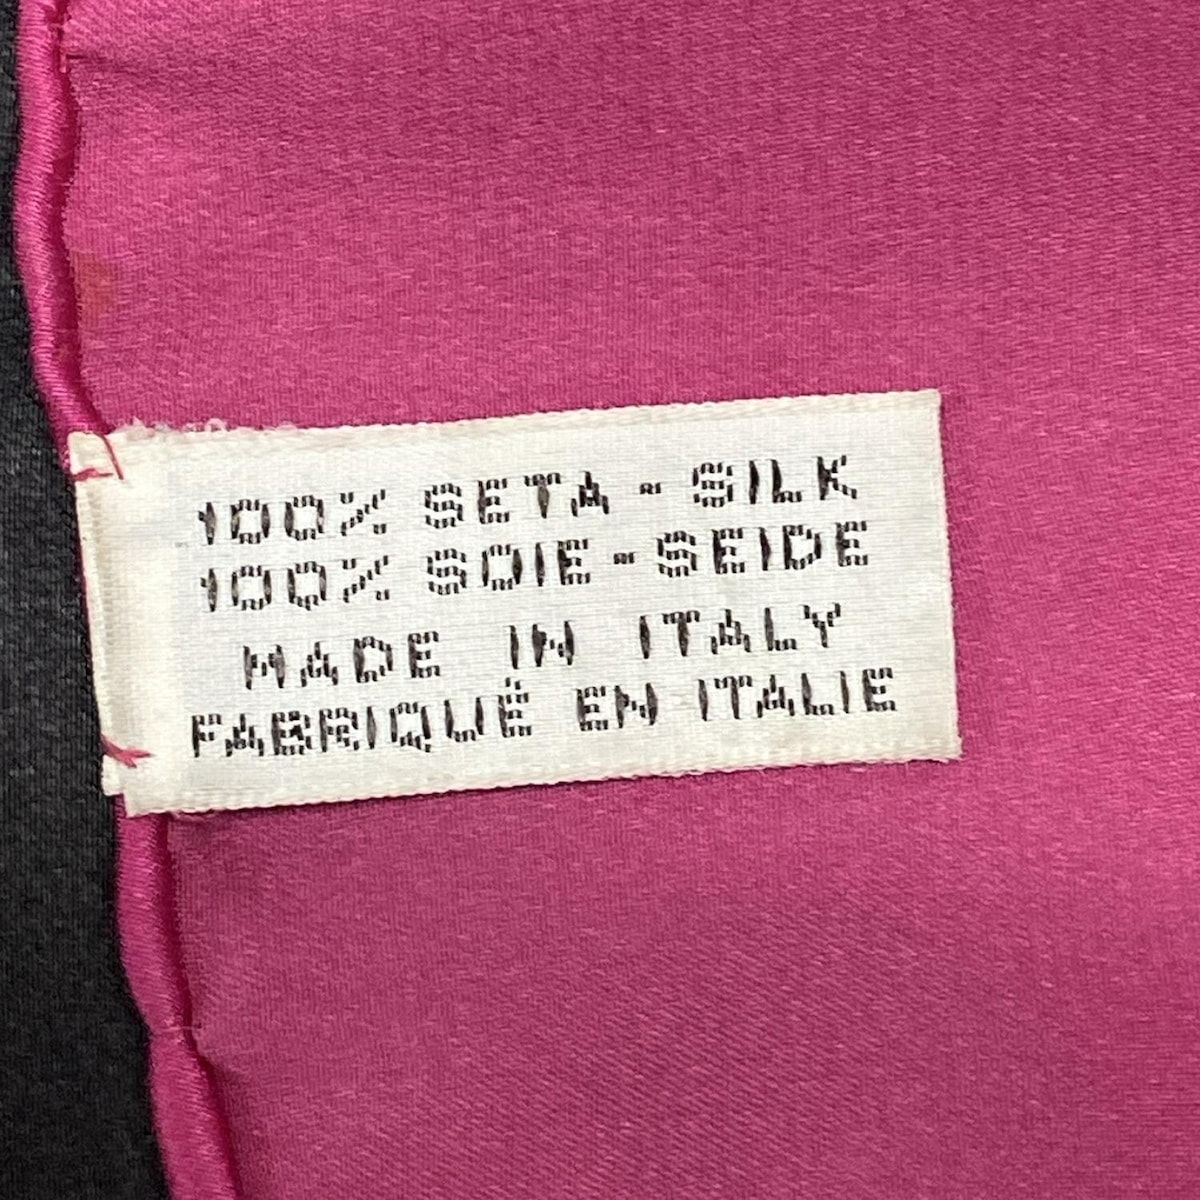 100% SETA - SILK
100% SOIE - SEIDE
MADE IN ITALY
FABRIQUÉ EN ITALIE